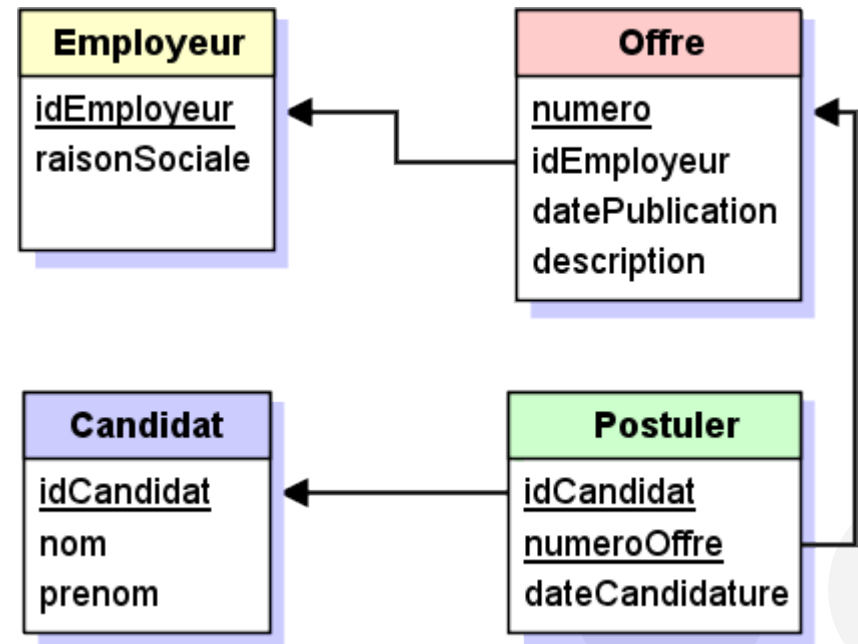 Employeur
idEmployeur
raisonSociale
Offre
numero
idEmployeur
datePublication
description
Candidat
idCandidat
nom
prenom
Postuler
idCandidat
numeroOffre
dateCandidature